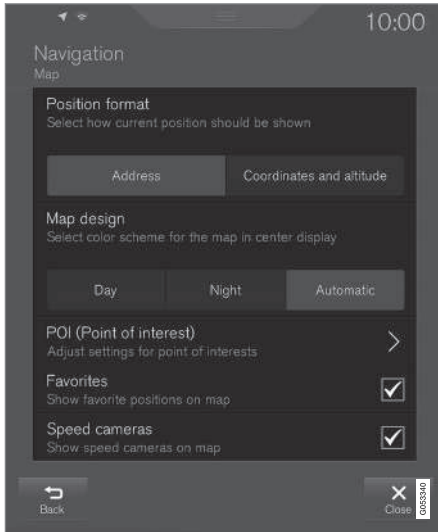 10:00
Navigation
Map
Position format
Select how current position should be shown
Address
Coordinates and altitude
Map design
Select color scheme for the map in center display
Day
Night
Automatic
POI (Point of interest)
Adjust settings for point of interests
Favorites
Show favorite positions on map
Speed cameras
Show speed cameras on map
Back
Close
G053340